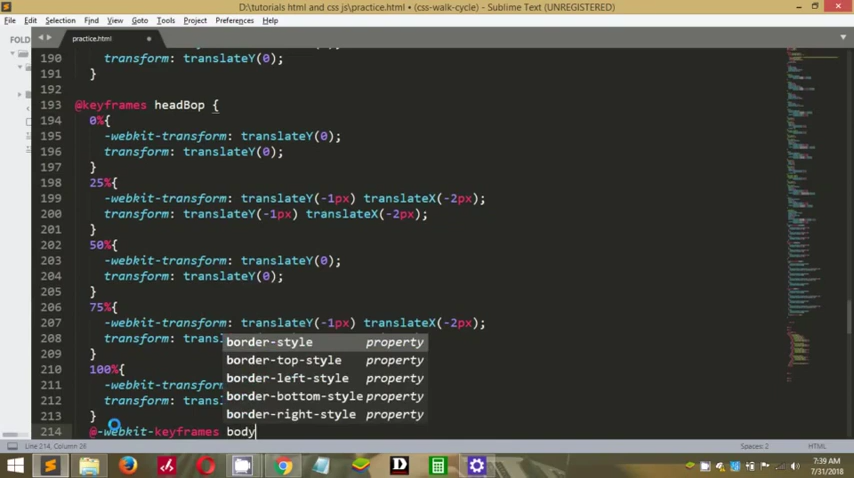 D:\tutorials html and css js\practice.html • (css-walk-cycle) - Sublime Text (UNREGISTERED)
File Edit Selection Find View Goto Tools Project Preferences Help
FOLD
practice.html
190 transform: translateY(0);
191 }
192
193 @keyframes headBop {
194 0%{
195 -webkit-transform: translateY(0);
196 transform: translateY(0);
197 }
198 25%{
199 -webkit-transform: translateY(-1px) translateX(-2px);
200 transform: translateY(-1px) translateX(-2px);
201 }
202 50%{
203 -webkit-transform: translateY(0);
204 transform: translateY(0);
205 }
206 75%{
207 -webkit-transform: translateY(-1px) translateX(-2px);
208 transform: transl
209 }
border-style property
border-top-style property
border-left-style property
border-bottom-style property
border-right-style property
210 100%{
211 -webkit-transf
212 transform: tra
213 }
214 @-webkit-keyframes body
Line 214, Column 26
Spaces: 2
HTML
7:39 AM
7/31/2018